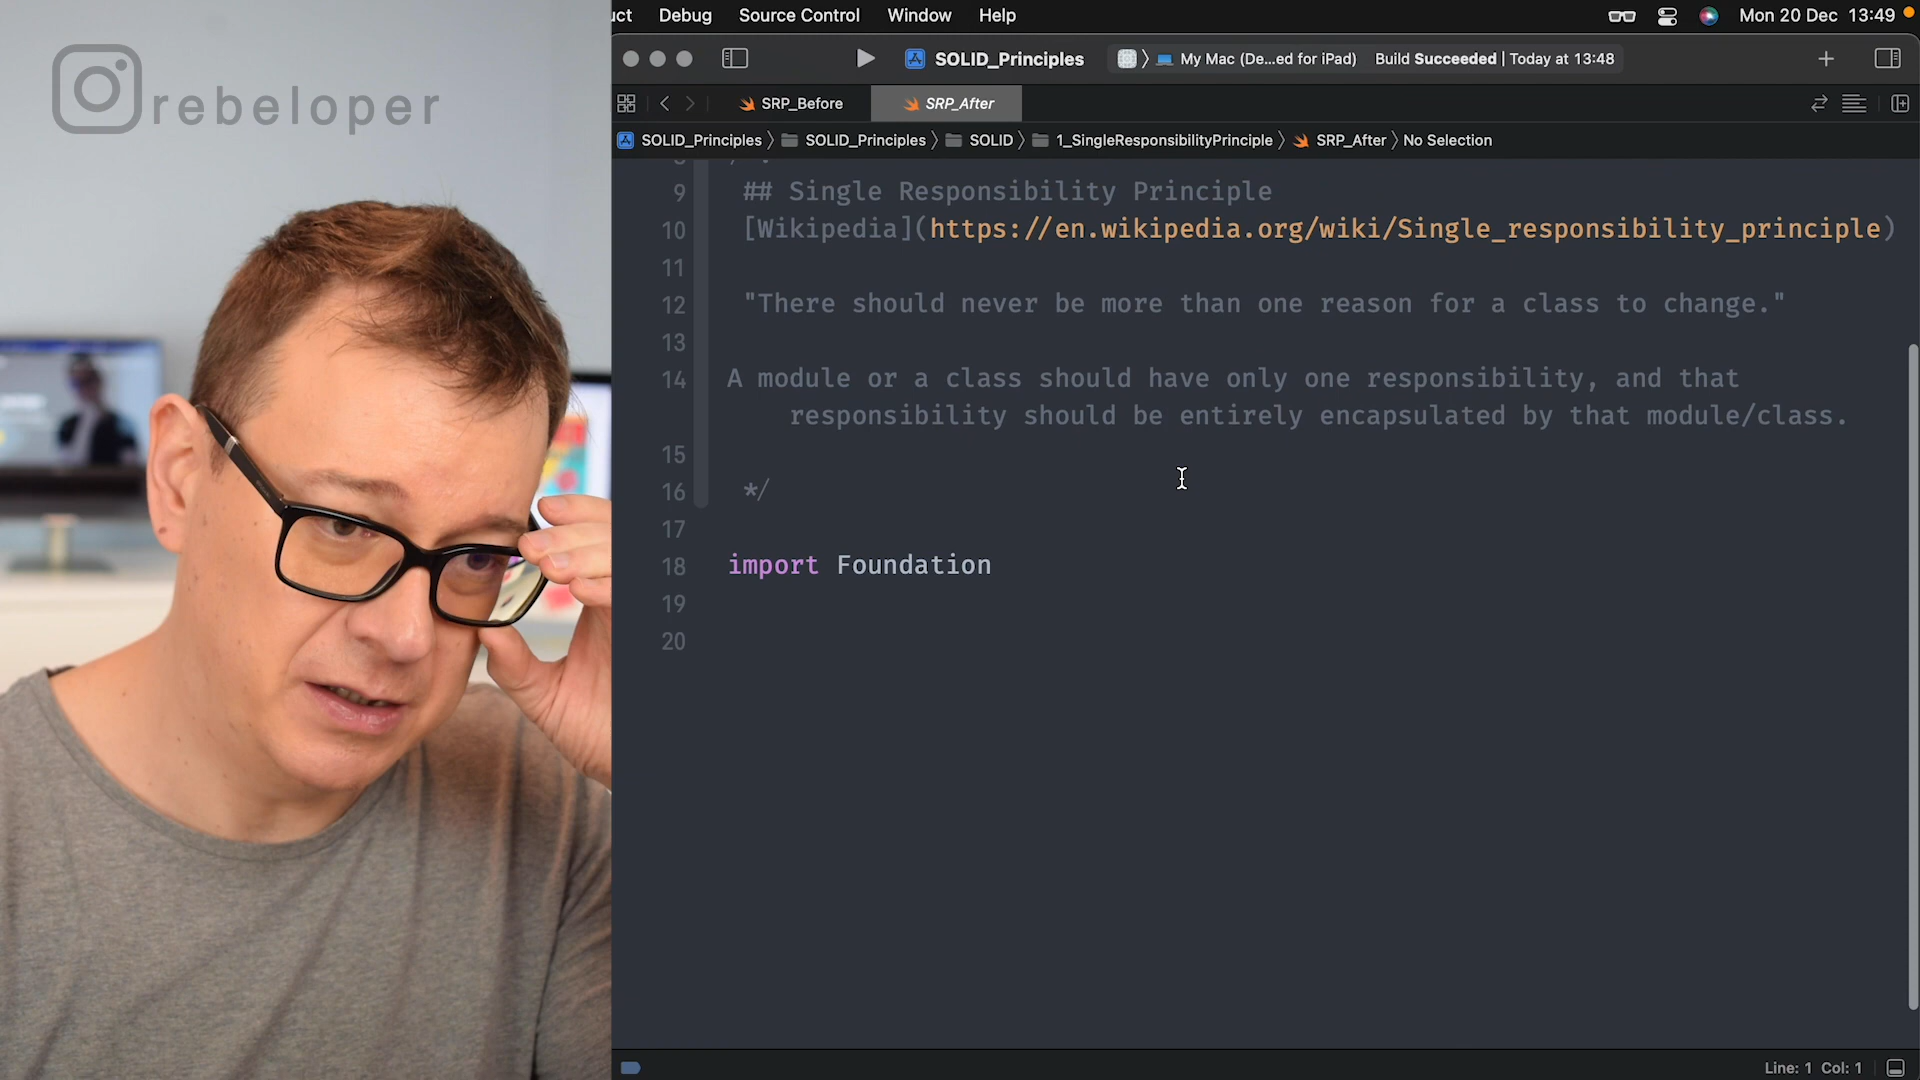 rebeloper
Debug Source Control Window Help
Mon 20 Dec 13:49
SOLID_Principles
My Mac (De...ed for iPad)
Build Succeeded | Today at 13:48
SRP_Before
SRP_After
SOLID_Principles 〉 SOLID_Principles 〉 SOLID 〉 1_SingleResponsibilityPrinciple 〉 SRP_After 〉 No Selection
9 ## Single Responsibility Principle
10 [Wikipedia](https://en.wikipedia.org/wiki/Single_responsibility_principle)
11
12 "There should never be more than one reason for a class to change."
13
14 A module or a class should have only one responsibility, and that
responsibility should be entirely encapsulated by that module/class.
15
16 */
17
18 import Foundation
19
20
Line: 1 Col: 1